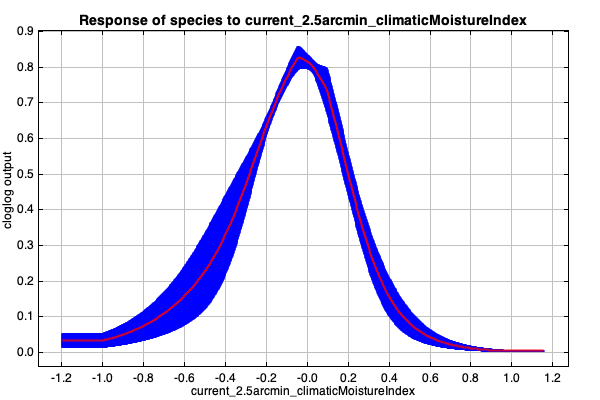 Response of species to current_2.5arcmin_climaticMoistureIndex
0.9
0.8
0.7
0.6
0.5
0.4
0.3
0.2
0.1
0.0
cloglog output
-1.2 -1.0 -0.8 -0.6 -0.4 -0.2 -0.0 0.2 0.4 0.6 0.8 1.0 1.2
current_2.5arcmin_climaticMoistureIndex